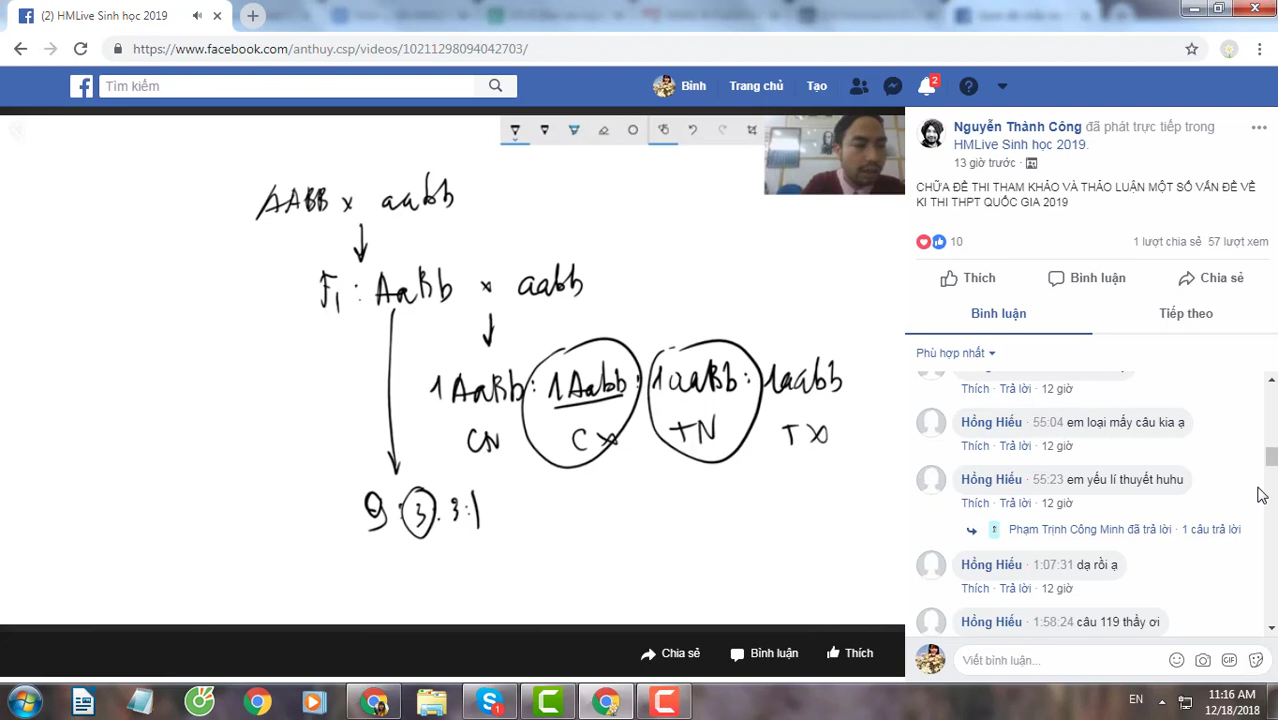 (2) HMLive Sinh học 2019
https://www.facebook.com/anthuy.csp/videos/10211298094042703/
Tìm kiếm
Bình
Trang chủ
Tạo
2
AABB x aabb
F1 : AaBb x aabb
1AaBb : 1Aabb : 1aaBb : 1aabb
CN CX TN TX
9 : 3 . 3 : 1
Chia sẻ
Bình luận
Thích
Nguyễn Thành Công đã phát trực tiếp trong
HMLive Sinh học 2019.
13 giờ trước
CHỮA ĐỀ THI THAM KHẢO VÀ THẢO LUẬN MỘT SỐ VẤN ĐỀ VỀ
KI THI THPT QUỐC GIA 2019
10
1 lượt chia sẻ 57 lượt xem
Thích
Bình luận
Chia sẻ
Bình luận
Tiếp theo
Phù hợp nhất
Thích · Trả lời · 12 giờ
Hồng Hiếu · 55:04 em loại mấy câu kia ạ
Thích · Trả lời · 12 giờ
Hồng Hiếu · 55:23 em yếu lí thuyết huhu
Thích · Trả lời · 12 giờ
Phạm Trịnh Công Minh đã trả lời · 1 câu trả lời
Hồng Hiếu · 1:07:31 dạ rồi ạ
Thích · Trả lời · 12 giờ
Hồng Hiếu · 1:58:24 câu 119 thầy ơi
Viết bình luận...
GIF
EN
11:16 AM
12/18/2018